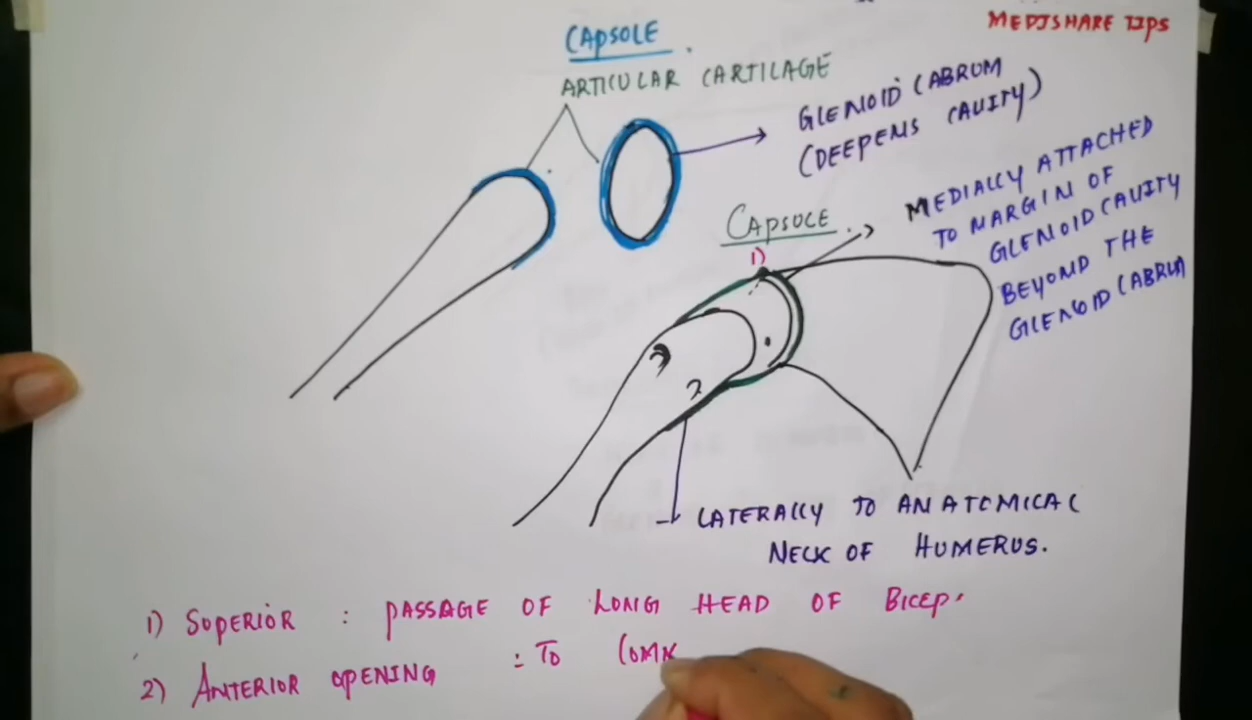 MEDISHARE TIPS
CAPSOLE
ARTICULAR CARTILAGE
GLENOID LABRUM
(DEEPENS CAVITY)
CAPSULE
MEDIALLY ATTACHED
TO MARGIN OF
GLENOID CAVITY
BEYOND THE
GLENOID LABRUM
1)
LATERALLY TO ANATOMICAL
NECK OF HUMERUS.
1) SUPERIOR : PASSAGE OF LONG HEAD OF BICEP.
2) ANTERIOR OPENING : TO COMM